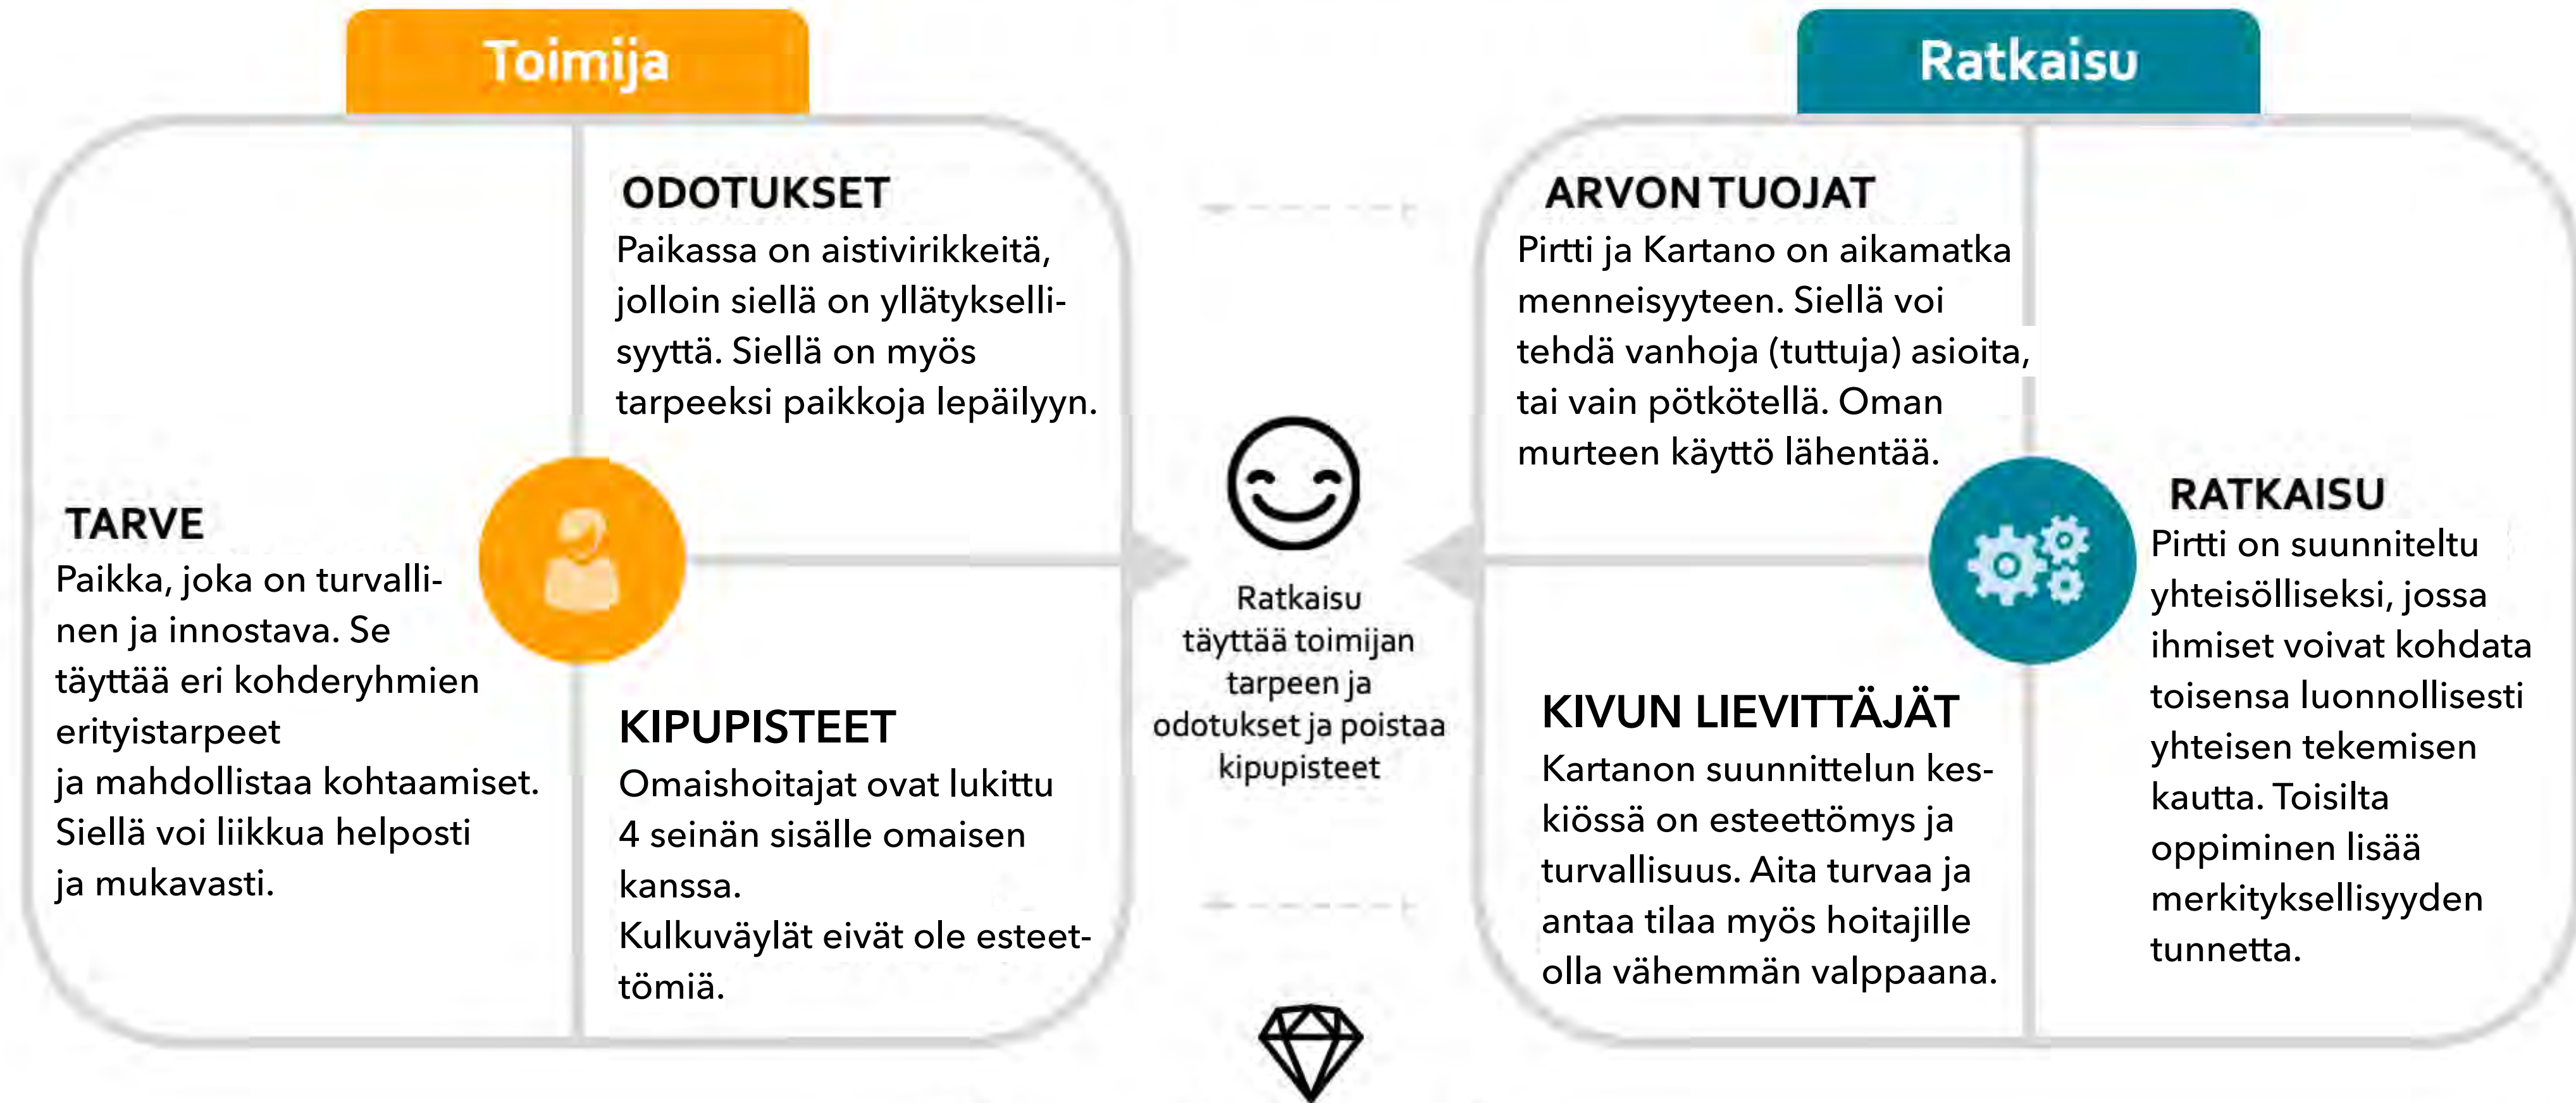 Toimija
ODOTUKSET
Paikassa on aistivirikkeitä,
jolloin siellä on yllätykselli-
syyttä. Siellä on myös
tarpeeksi paikkoja lepäilyyn.
TARVE
Paikka, joka on turvalli-
nen ja innostava. Se
täyttää eri kohderyhmien
erityistarpeet
ja mahdollistaa kohtaamiset.
Siellä voi liikkua helposti
ja mukavasti.
KIPUPISTEET
Omaishoitajat ovat lukittu
4 seinän sisälle omaisen
kanssa.
Kulkuväylät eivät ole esteet-
tömiä.
Ratkaisu
täyttää toimijan
tarpeen ja
odotukset ja poistaa
kipupisteet
Ratkaisu
ARVON TUOJAT
Pirtti ja Kartano on aikamatka
menneisyyteen. Siellä voi
tehdä vanhoja (tuttuja) asioita,
tai vain pötkötellä. Oman
murteen käyttö lähentää.
KIVUN LIEVITTÄJÄT
Kartanon suunnittelun kes-
kiössä on esteettömys ja
turvallisuus. Aita turvaa ja
antaa tilaa myös hoitajille
olla vähemmän valppaana.
RATKAISU
Pirtti on suunniteltu
yhteisölliseksi, jossa
ihmiset voivat kohdata
toisensa luonnollisesti
yhteisen tekemisen
kautta. Toisilta
oppiminen lisää
merkityksellisyyden
tunnetta.